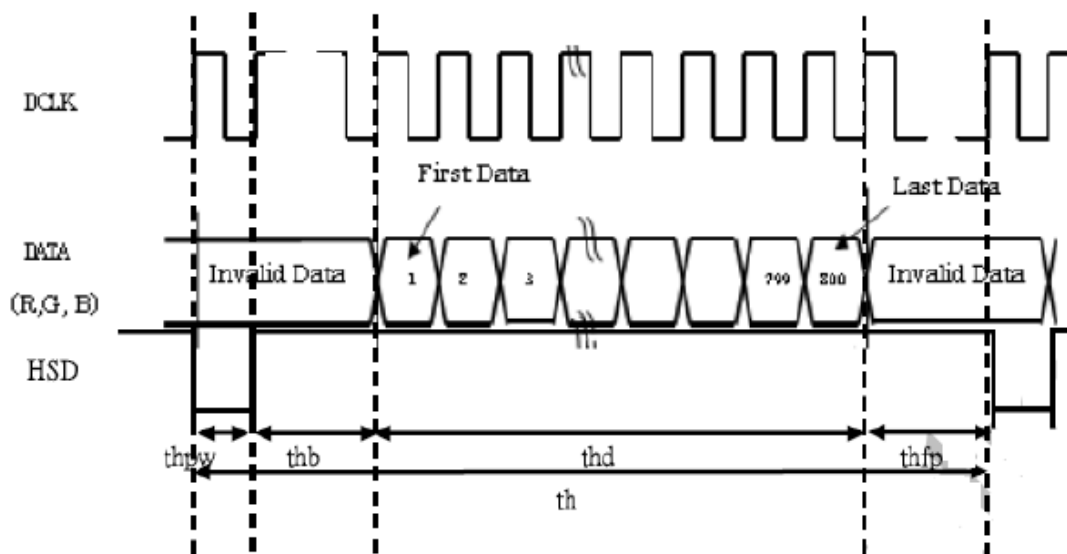 DCLK
First Data
Last Data
DATA
(R,G, B)
Invalid Data
1
2
3
799
800
Invalid Data
HSD
thpw
thb
thd
thfp
th